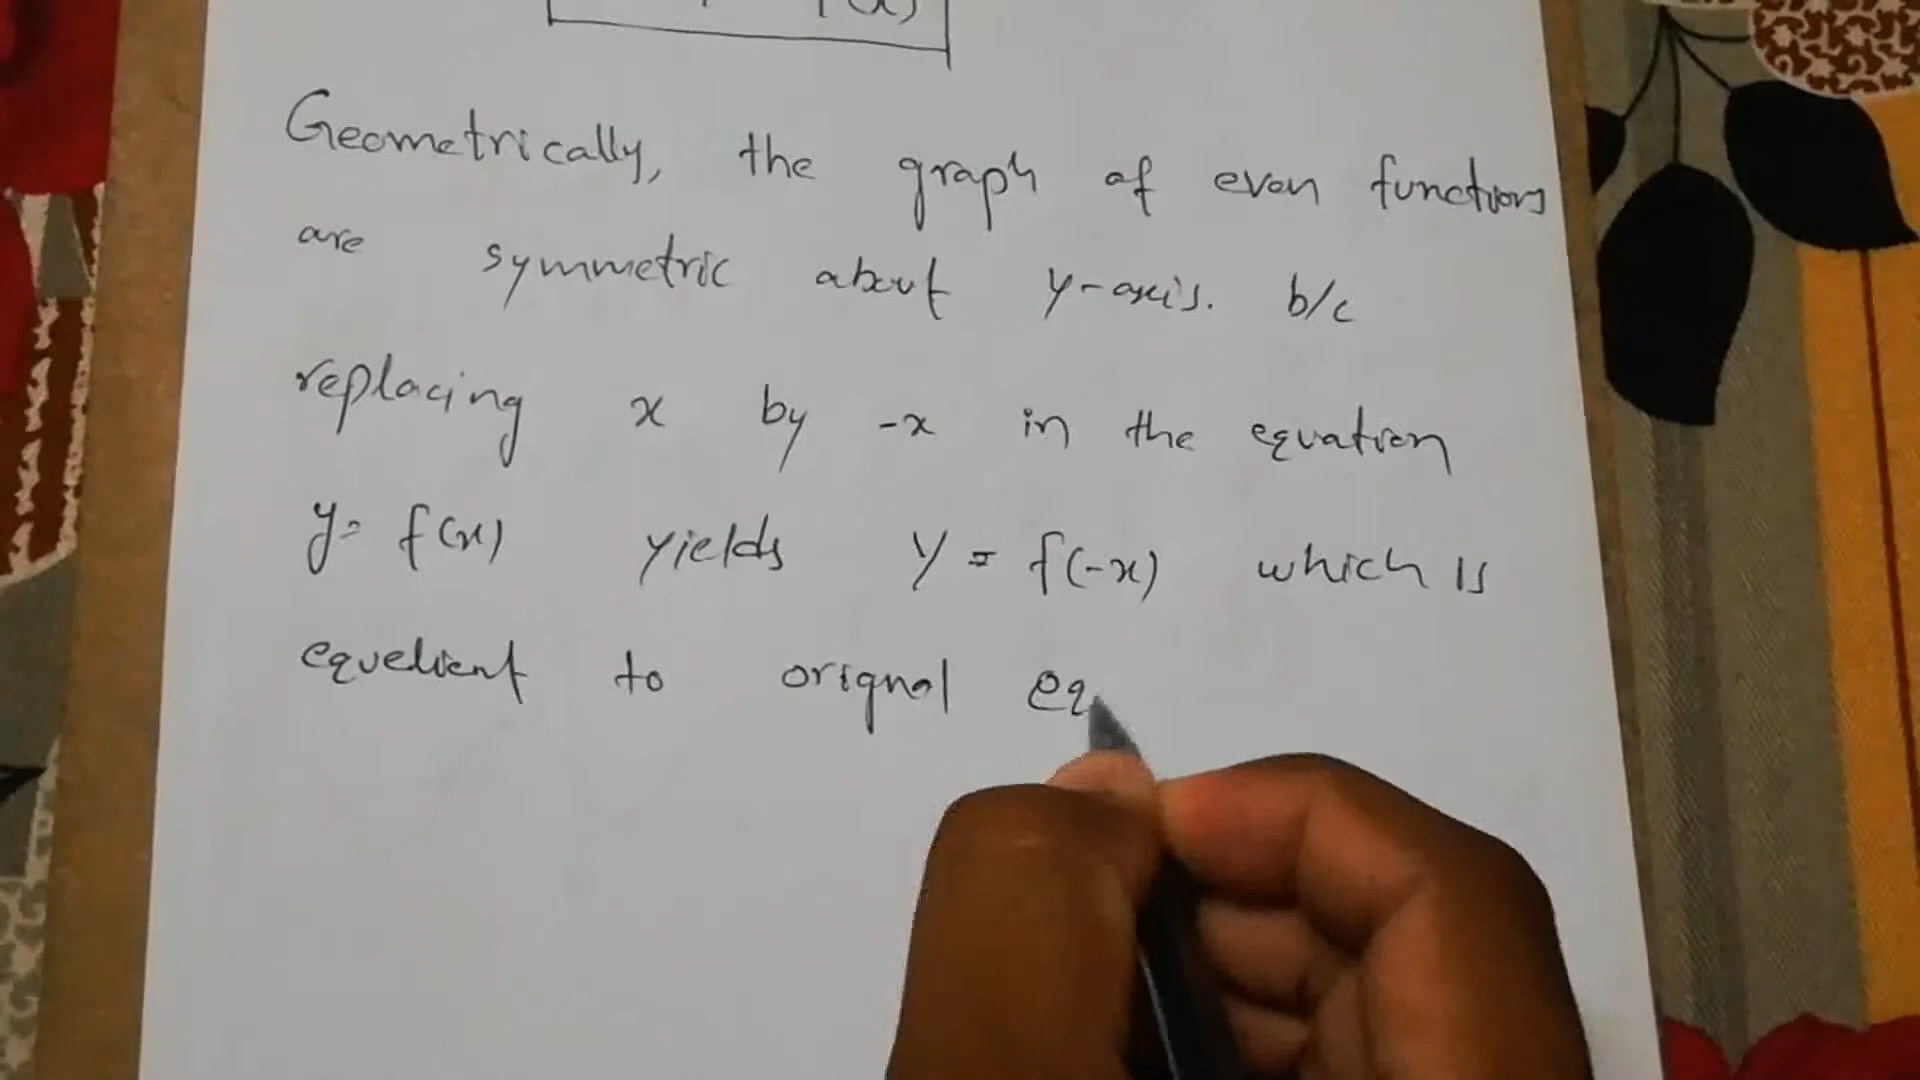 Geometrically, the graph of even functions
are symmetric about y-axis. b/c
replacing x by -x in the equation
y= f(x) yields y = f(-x) which is
equelient to orignal eq